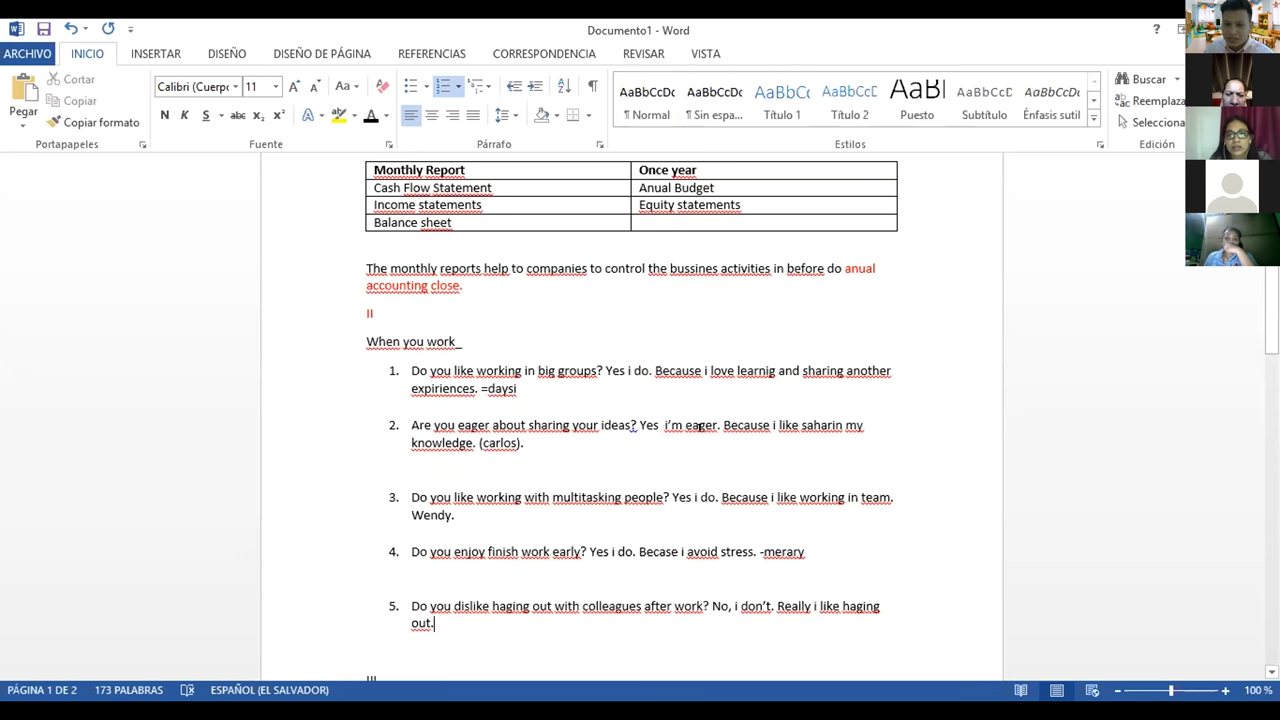 Documento1 - Word
?
ARCHIVO INICIO INSERTAR DISEÑO DISEÑO DE PÁGINA REFERENCIAS CORRESPONDENCIA REVISAR VISTA
Pegar
Cortar
Copiar
Copiar formato
Portapapeles
Calibri (Cuerpo 11
Fuente
Párrafo
AaBbCcDc AaBbCcDc AaBbCcD AaBbCcD AaBl AaBbCcD AaBbCcDc
¶ Normal ¶ Sin espa... Título 1 Título 2 Puesto Subtítulo Énfasis sutil
Estilos
Buscar
Reemplaza
Selecciona
Edición
Monthly Report Once year
Cash Flow Statement Anual Budget
Income statements Equity statements
Balance sheet
The monthly reports help to companies to control the bussines activities in before do anual
accounting close.
II
When you work_
1. Do you like working in big groups? Yes i do. Because i love learnig and sharing another
expiriences. =daysi
2. Are you eager about sharing your ideas? Yes i'm eager. Because i like saharin my
knowledge. (carlos).
3. Do you like working with multitasking people? Yes i do. Because i like working in team.
Wendy.
4. Do you enjoy finish work early? Yes i do. Becase i avoid stress. -merary
5. Do you dislike haging out with colleagues after work? No, i don't. Really i like haging
out.
III
PÁGINA 1 DE 2 173 PALABRAS ESPAÑOL (EL SALVADOR) 100 %